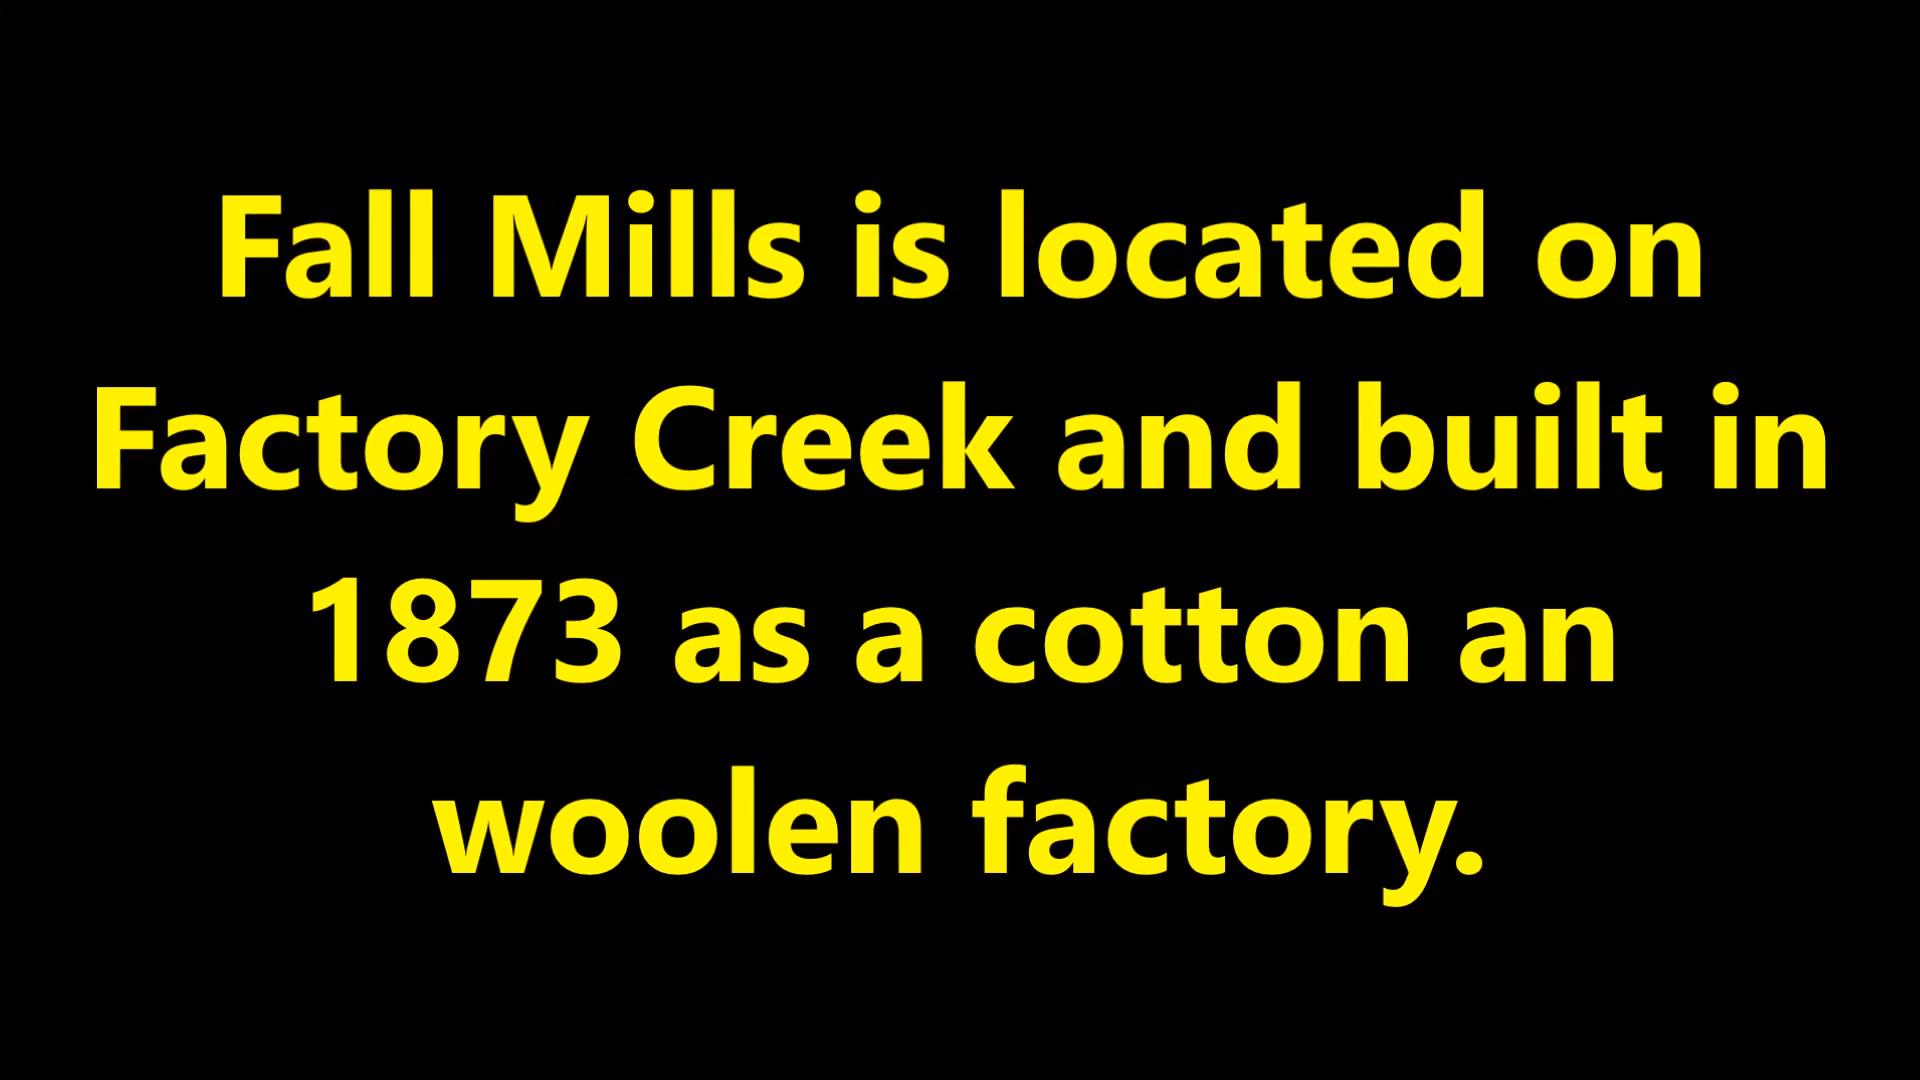 Fall Mills is located on
Factory Creek and built in
1873 as a cotton an
woolen factory.